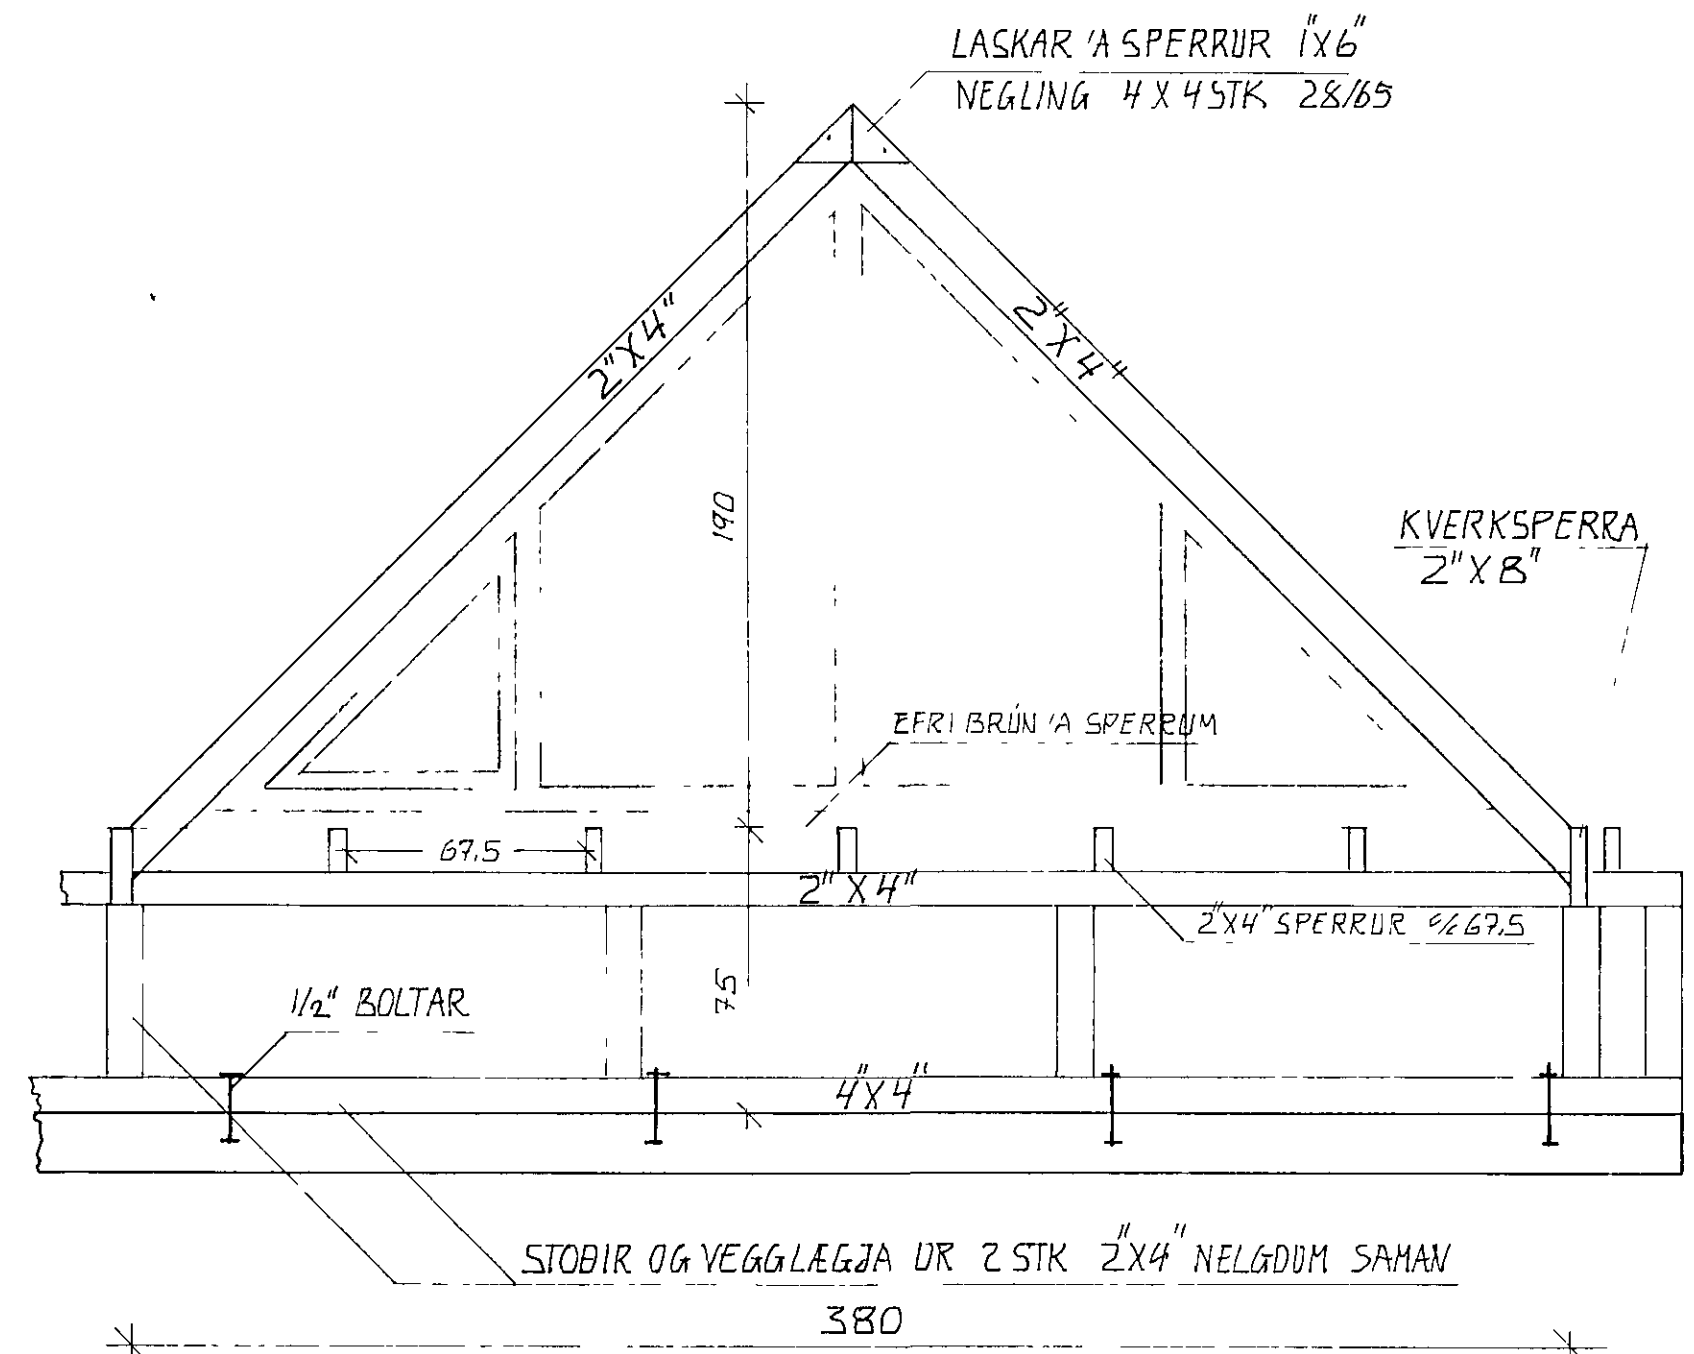 LASKAR 'A SPERRUR 1"X6"
NEGLING 4 X 4 STK 28/65
2"X4"
2"X4"
190
KVERKSPERRA
2"X8"
EFRI BRÚN 'A SPERRUM
67.5
2"X4"
2"X4" SPERRUR c/c 67.5
75
1/2" BOLTAR
4"X4"
STOÐIR OG VEGGLÆGJA UR 2 STK 2"X4" NELGDUM SAMAN
380